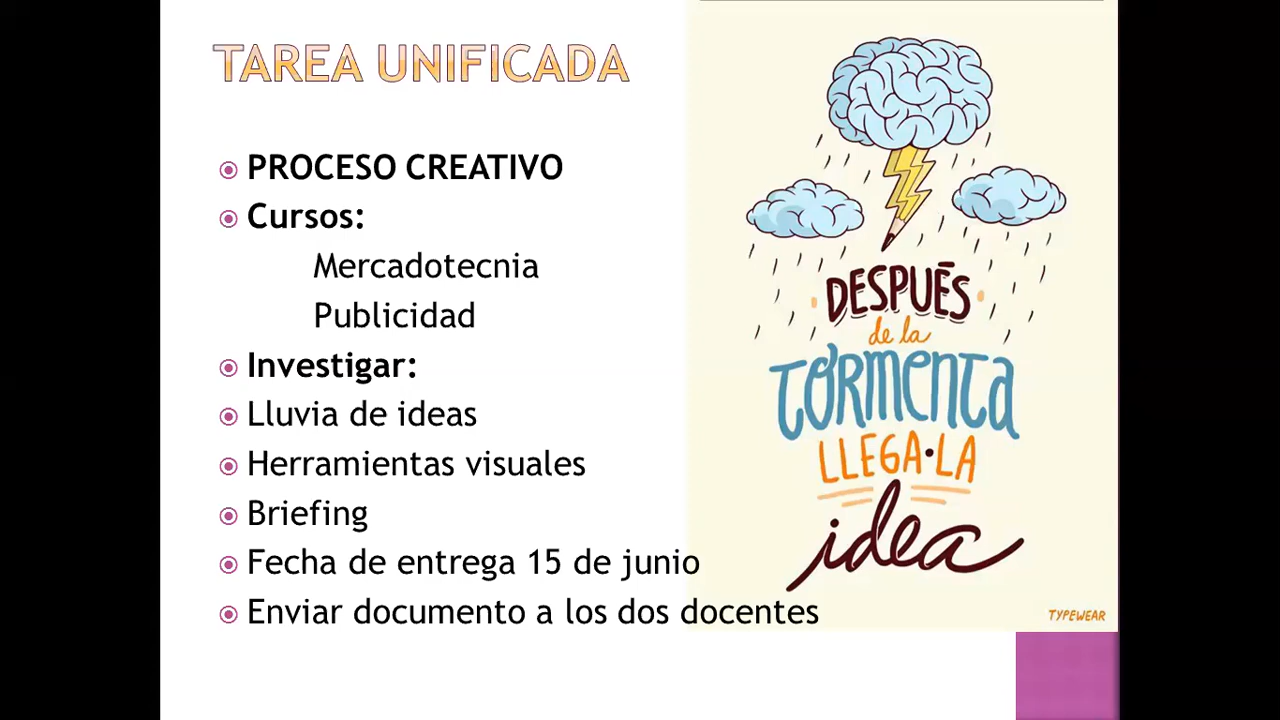 TAREA UNIFICADA
PROCESO CREATIVO
Cursos:
Mercadotecnia
Publicidad
Investigar:
Lluvia de ideas
Herramientas visuales
Briefing
Fecha de entrega 15 de junio
Enviar documento a los dos docentes
DESPUÉS
de la
TORMENTA
LLEGA·LA
idea
TYPEWEAR